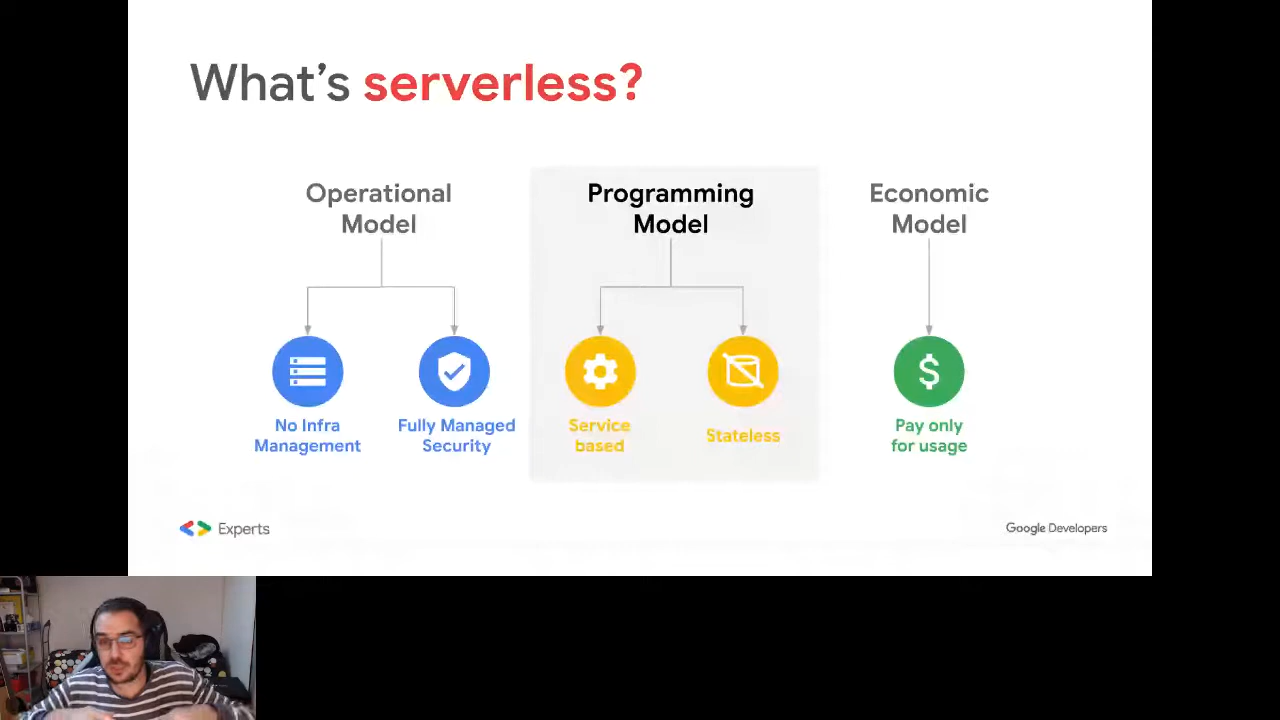 What's serverless?
Operational
Model
Programming
Model
Economic
Model
No Infra
Management
Fully Managed
Security
Service
based
Stateless
Pay only
for usage
Experts
Google Developers